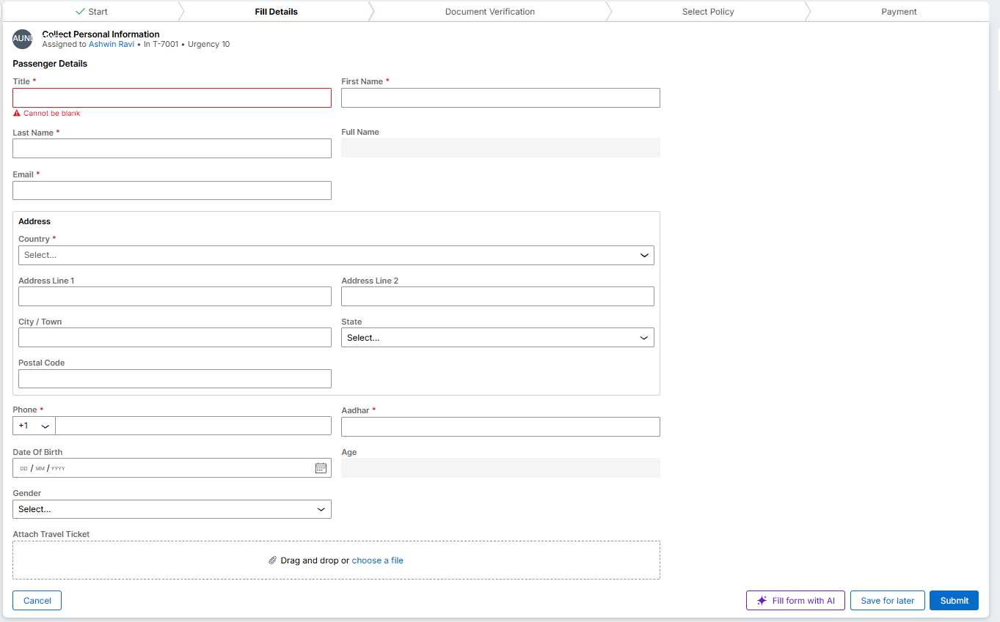 Start
Fill Details
Document Verification
Select Policy
Payment
AUN
Collect Personal Information
Assigned to Ashwin Ravi • In T-7001 • Urgency 10
Passenger Details
Title *
First Name *
Cannot be blank
Last Name *
Full Name
Email *
Address
Country *
Select...
Address Line 1
Address Line 2
City / Town
State
Select...
Postal Code
Phone *
Aadhar *
+1
Date Of Birth
Age
DD / MM / YYYY
Gender
Select...
Attach Travel Ticket
Drag and drop or choose a file
Cancel
Fill form with AI
Save for later
Submit